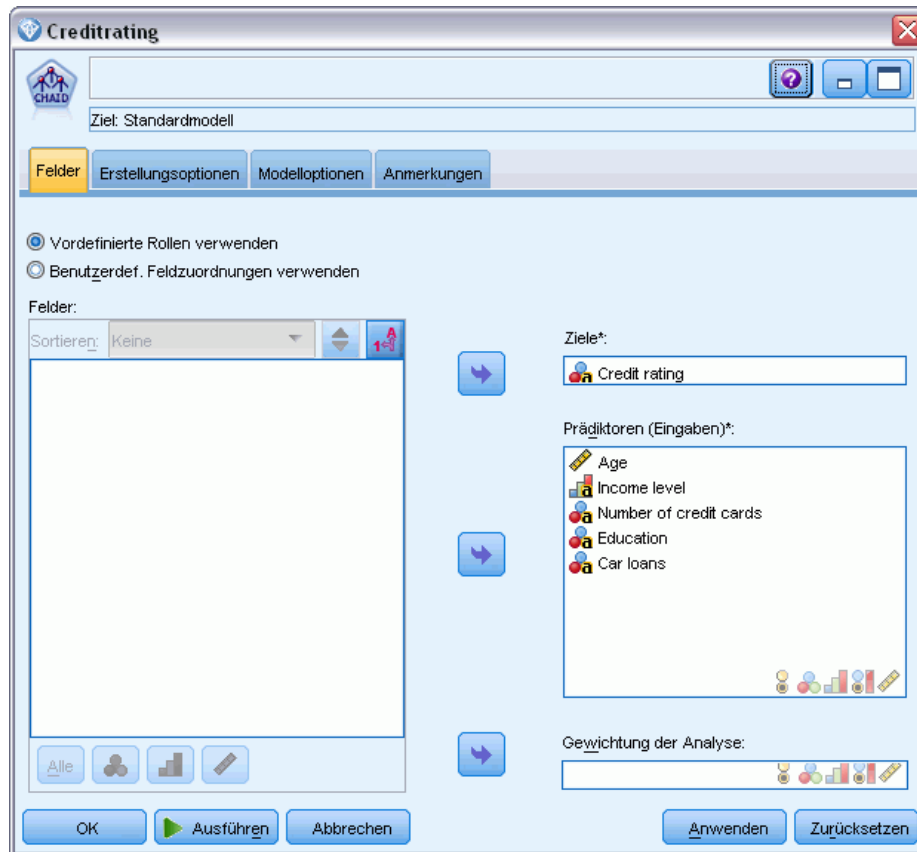 Creditrating
CHAID
Ziel: Standardmodell
Felder
Erstellungsoptionen
Modelloptionen
Anmerkungen
Vordefinierte Rollen verwenden
Benutzerdef. Feldzuordnungen verwenden
Felder:
Sortieren: Keine
Ziele*:
Credit rating
Prädiktoren (Eingaben)*:
Age
Income level
Number of credit cards
Education
Car loans
Gewichtung der Analyse:
Alle
OK
Ausführen
Abbrechen
Anwenden
Zurücksetzen